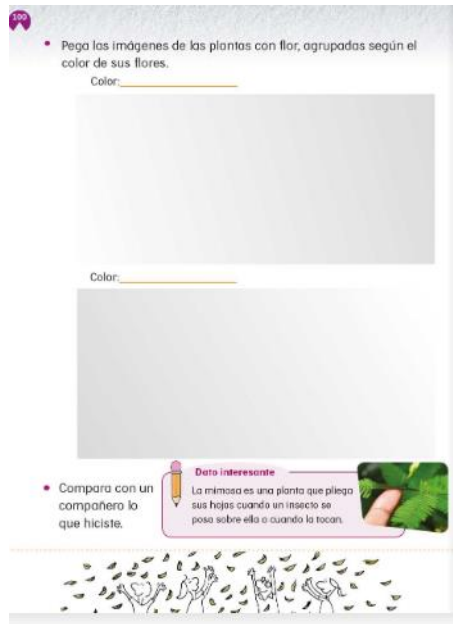 100
• Pega las imágenes de las plantas con flor, agrupadas según el
color de sus flores.
Color:
Color:
• Compara con un
compañero lo
que hiciste.
Dato interesante
La mimosa es una planta que pliega
sus hojas cuando un insecto se
posa sobre ella o cuando la tocan.